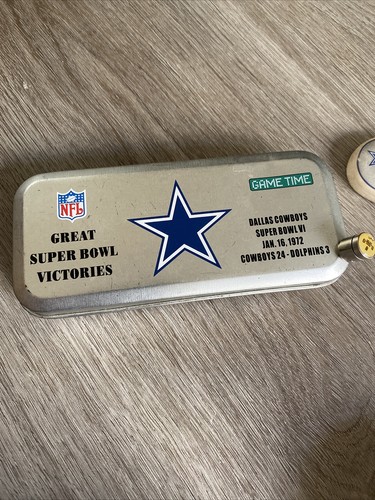 NFL
GREAT
SUPER BOWL
VICTORIES
GAME TIME
DALLAS COWBOYS
SUPER BOWL VI
JAN. 16, 1972
COWBOYS 24 - DOLPHINS 3